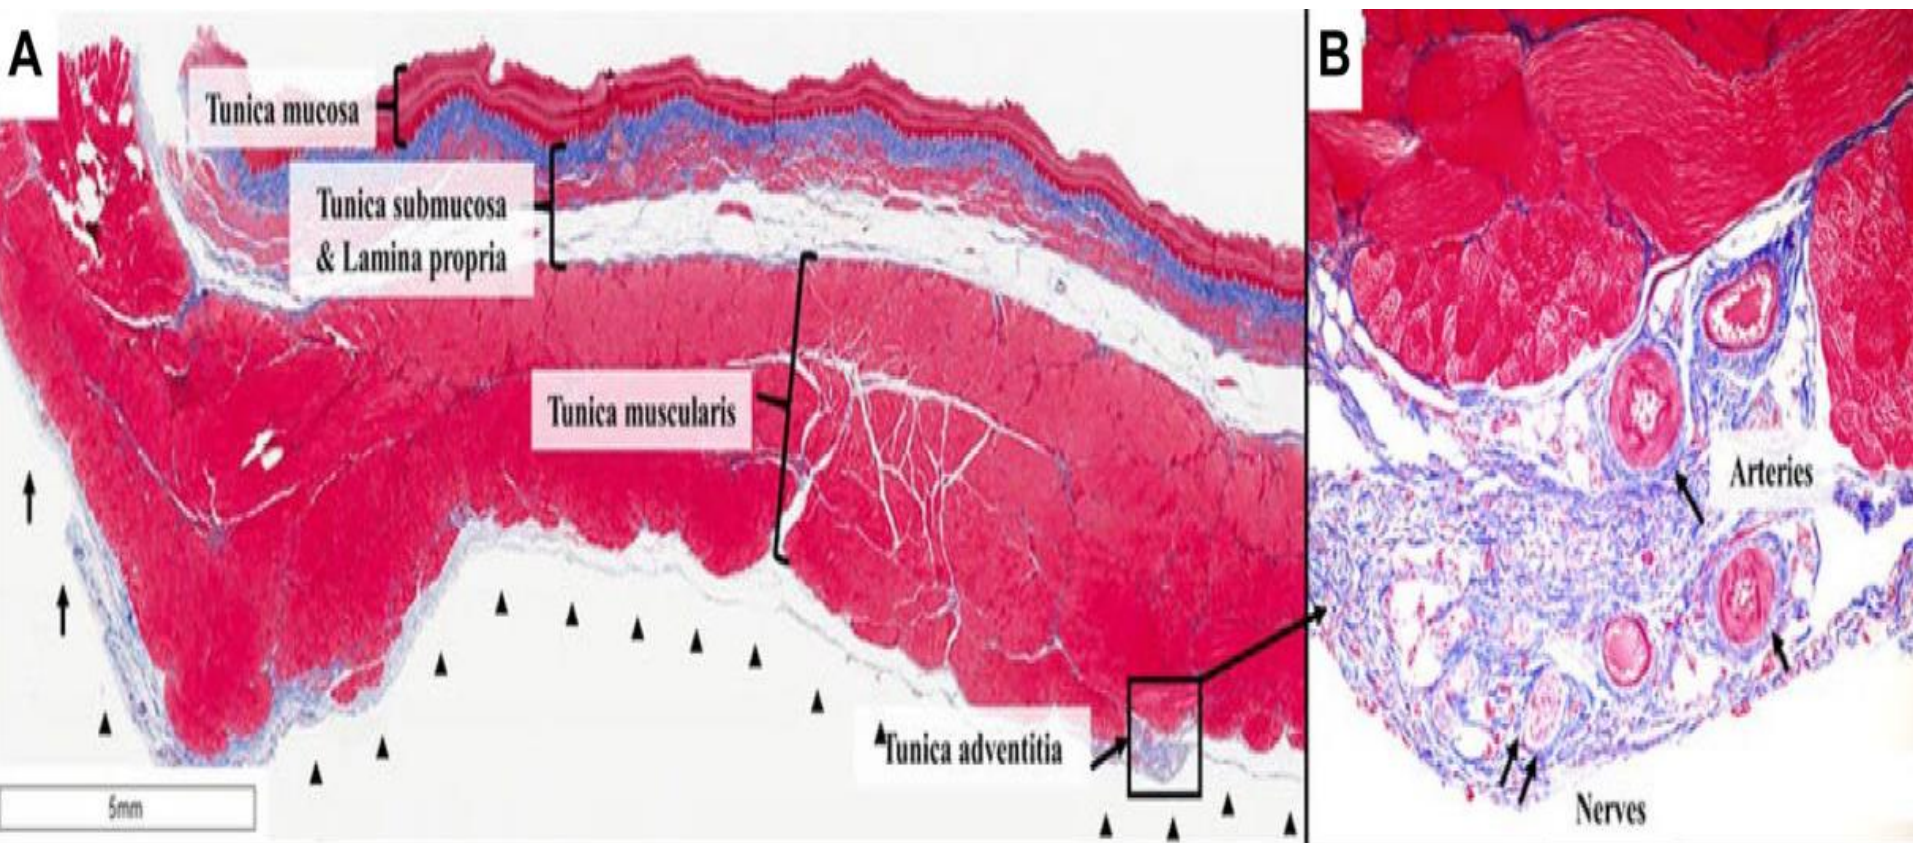 A
Tunica mucosa
Tunica submucosa
& Lamina propria
Tunica muscularis
Tunica adventitia
5mm
B
Arteries
Nerves